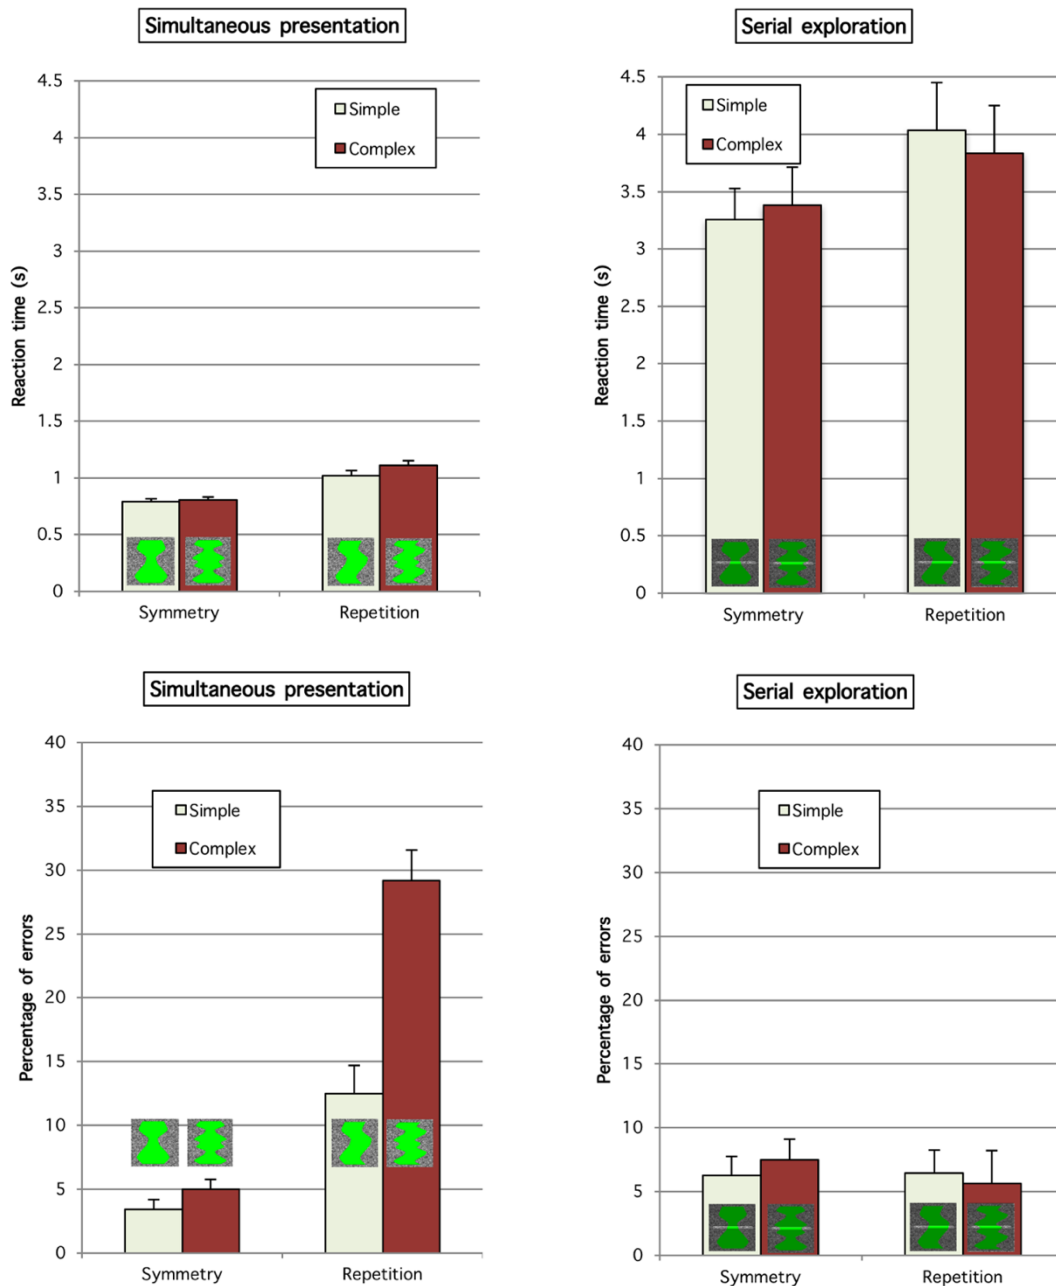 Simultaneous presentation
4.5
4
3.5
3
2.5
2
1.5
1
0.5
0
Reaction time (s)
Simple
Complex
Symmetry Repetition
Serial exploration
4.5
4
3.5
3
2.5
2
1.5
1
0.5
0
Reaction time (s)
Simple
Complex
Symmetry Repetition
Simultaneous presentation
40
35
30
25
20
15
10
5
0
Percentage of errors
Simple
Complex
Symmetry Repetition
Serial exploration
40
35
30
25
20
15
10
5
0
Percentage of errors
Simple
Complex
Symmetry Repetition